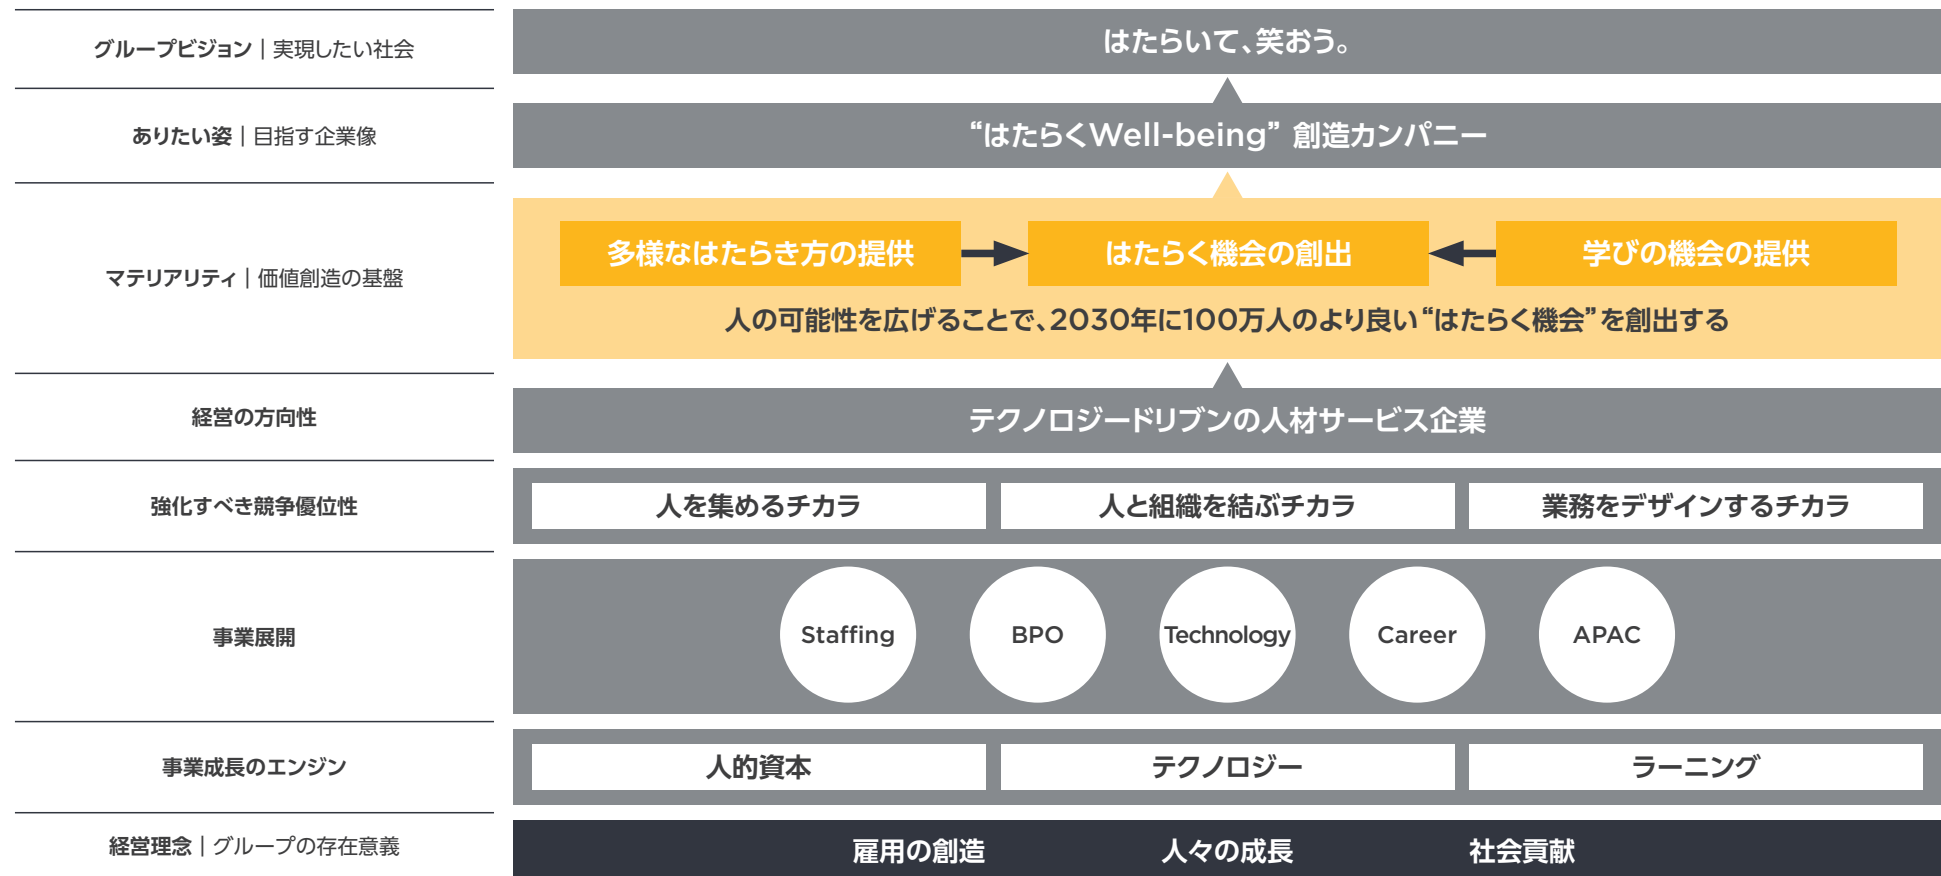 グループビジョン｜実現したい社会
はたらいて、笑おう。
ありたい姿｜目指す企業像
“はたらくWell-being” 創造カンパニー
マテリアリティ｜価値創造の基盤
多様なはたらき方の提供
はたらく機会の創出
学びの機会の提供
人の可能性を広げることで、2030年に100万人のより良い“はたらく機会”を創出する
経営の方向性
テクノロジードリブンの人材サービス企業
強化すべき競争優位性
人を集めるチカラ
人と組織を結ぶチカラ
業務をデザインするチカラ
事業展開
Staffing
BPO
Technology
Career
APAC
事業成長のエンジン
人的資本
テクノロジー
ラーニング
経営理念｜グループの存在意義
雇用の創造
人々の成長
社会貢献